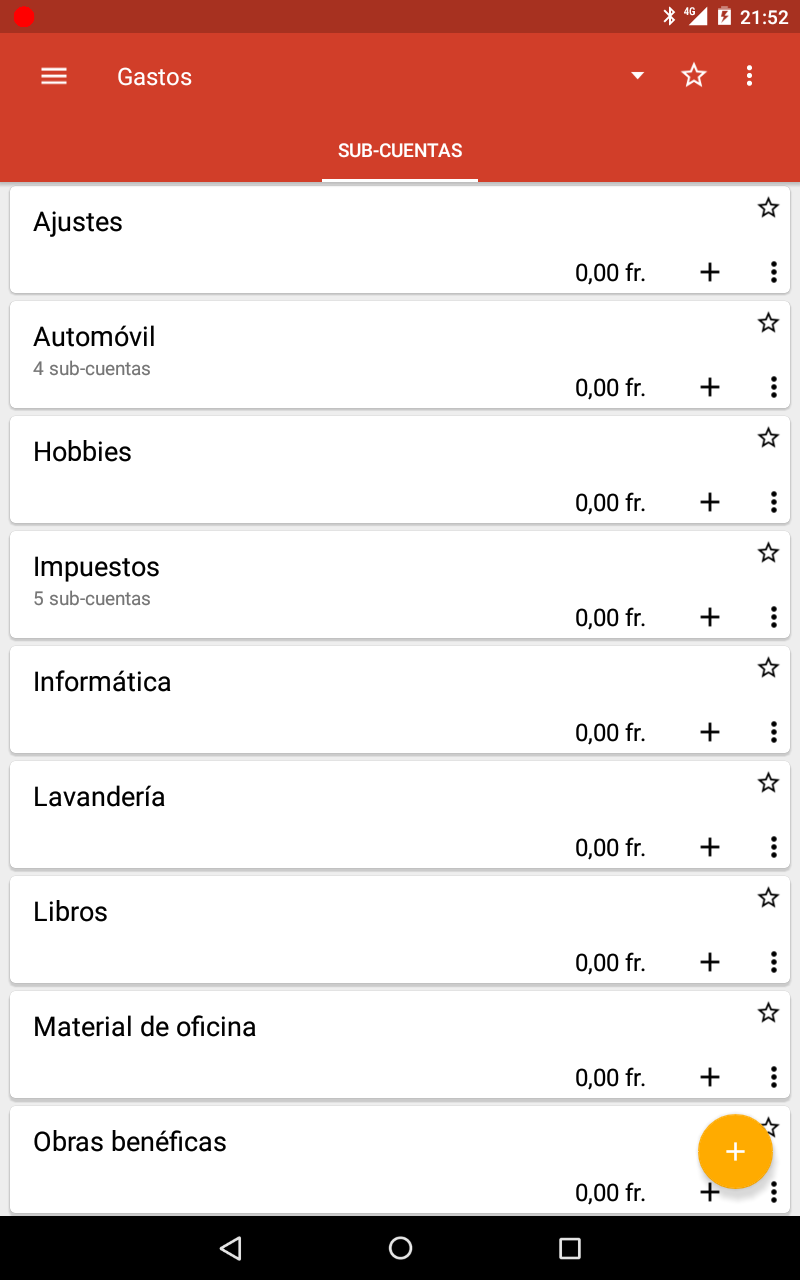 4G 21:52
Gastos
SUB-CUENTAS
Ajustes
0,00 fr.
Automóvil
4 sub-cuentas
0,00 fr.
Hobbies
0,00 fr.
Impuestos
5 sub-cuentas
0,00 fr.
Informática
0,00 fr.
Lavandería
0,00 fr.
Libros
0,00 fr.
Material de oficina
0,00 fr.
Obras benéficas
0,00 fr.